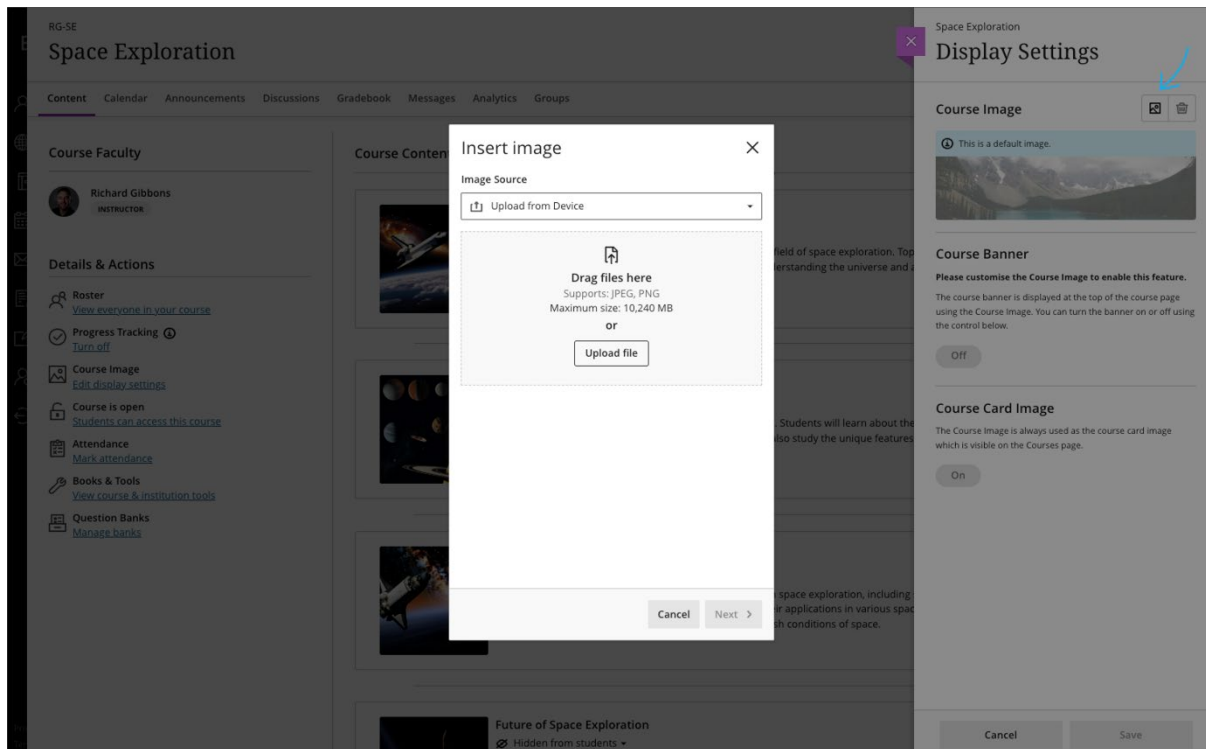 RG-SE
Space Exploration
Content Calendar Announcements Discussions Gradebook Messages Analytics Groups
Course Faculty
Richard Gibbons
INSTRUCTOR
Details & Actions
Roster
View everyone in your course
Progress Tracking
Turn off
Course Image
Edit display settings
Course is open
Students can access this course
Attendance
Mark attendance
Books & Tools
View course & institution tools
Question Banks
Manage banks
Course Conten
field of space exploration. Top
derstanding the universe and a
. Students will learn about the
also study the unique features
space exploration, including
ir applications in various spac
sh conditions of space.
Future of Space Exploration
Hidden from students
Insert image
Image Source
Upload from Device
Drag files here
Supports: JPEG, PNG
Maximum size: 10,240 MB
or
Upload file
Cancel Next
Space Exploration
Display Settings
Course Image
This is a default image.
Course Banner
Please customise the Course Image to enable this feature.
The course banner is displayed at the top of the course page
using the Course Image. You can turn the banner on or off using
the control below.
Off
Course Card Image
The Course Image is always used as the course card image
which is visible on the Courses page.
On
Cancel Save